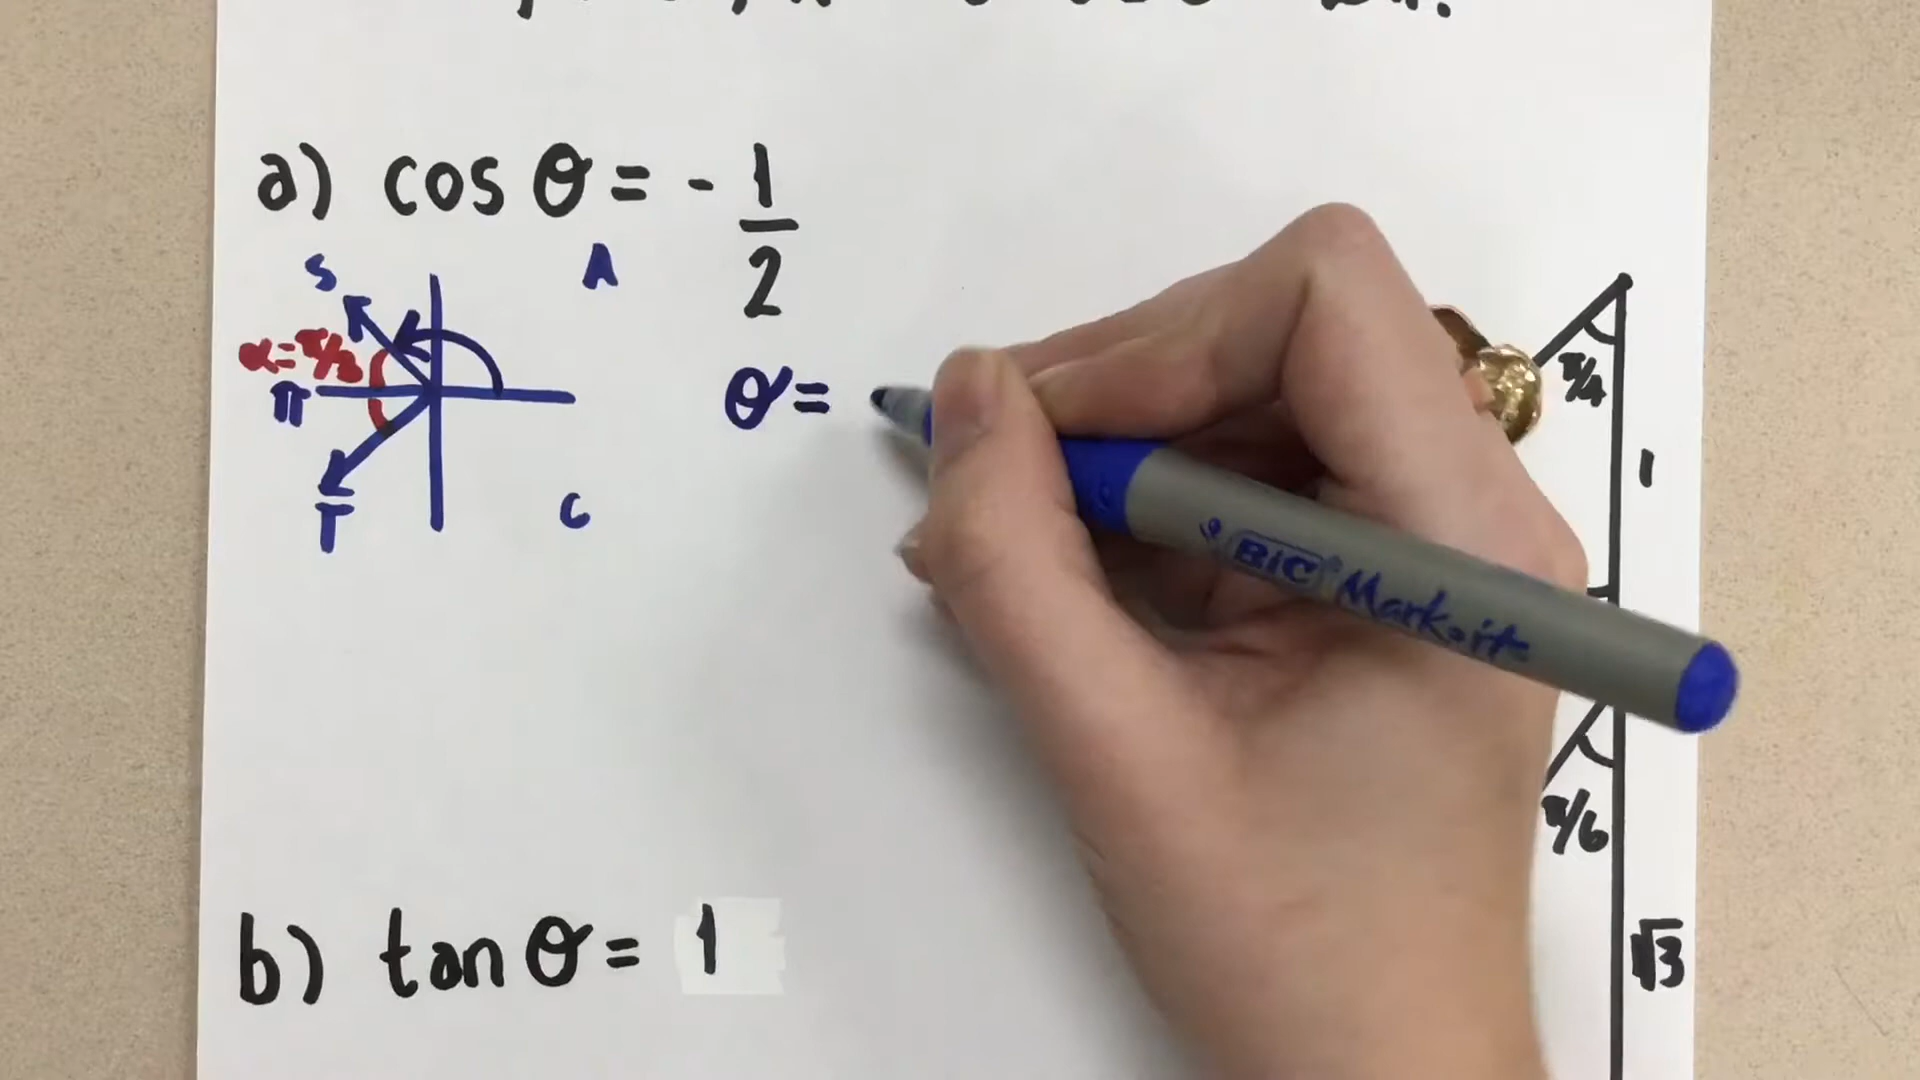 a) cos θ = - 1/2
S
A
α = π/3
π
θ =
T
C
π/4
1
π/6
√3
b) tan θ = 1
BIC Mark-it